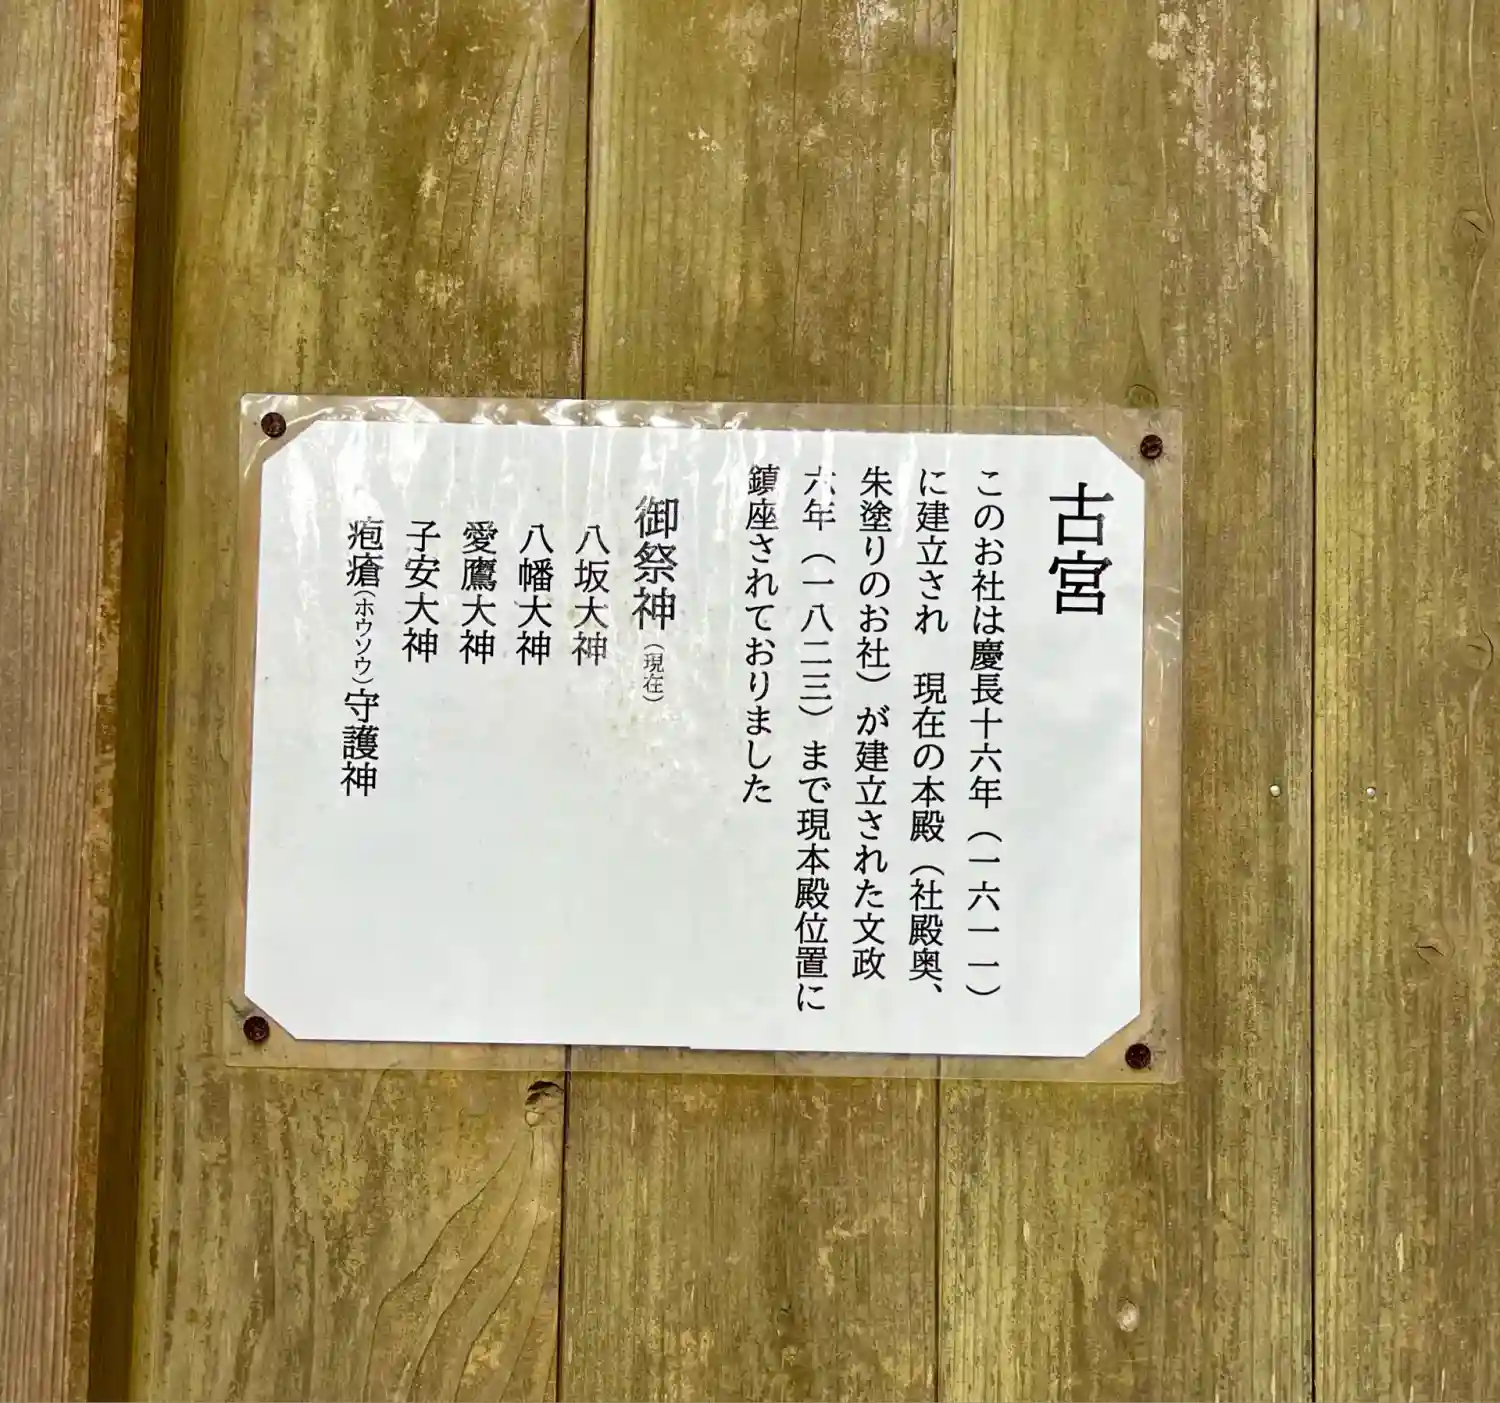 古宮
このお社は慶長十六年（一六一一）
に建立され　現在の本殿（社殿奥、
朱塗りのお社）が建立された文政
六年（一八二三）まで現本殿位置に
鎮座されておりました
御祭神（現在）
八坂大神
八幡大神
愛鷹大神
子安大神
疱瘡（ホウソウ）守護神